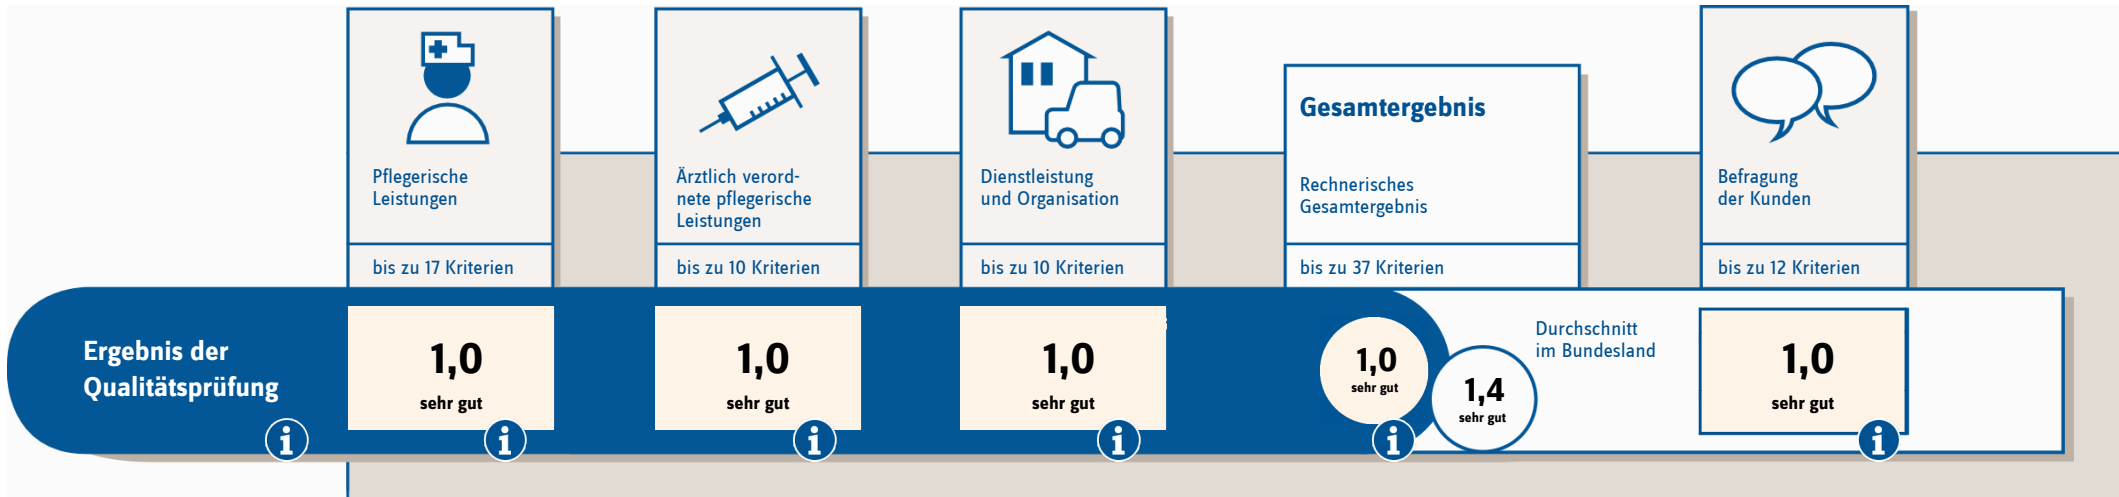 Pflegerische
Leistungen
bis zu 17 Kriterien
Ärztlich verord-
nete pflegerische
Leistungen
bis zu 10 Kriterien
Dienstleistung
und Organisation
bis zu 10 Kriterien
Gesamtergebnis
Rechnerisches
Gesamtergebnis
bis zu 37 Kriterien
Befragung
der Kunden
bis zu 12 Kriterien
Ergebnis der
Qualitätsprüfung
i
1,0
sehr gut
i
1,0
sehr gut
i
1,0
sehr gut
i
1,0
sehr gut
i
1,4
sehr gut
Durchschnitt
im Bundesland
1,0
sehr gut
i